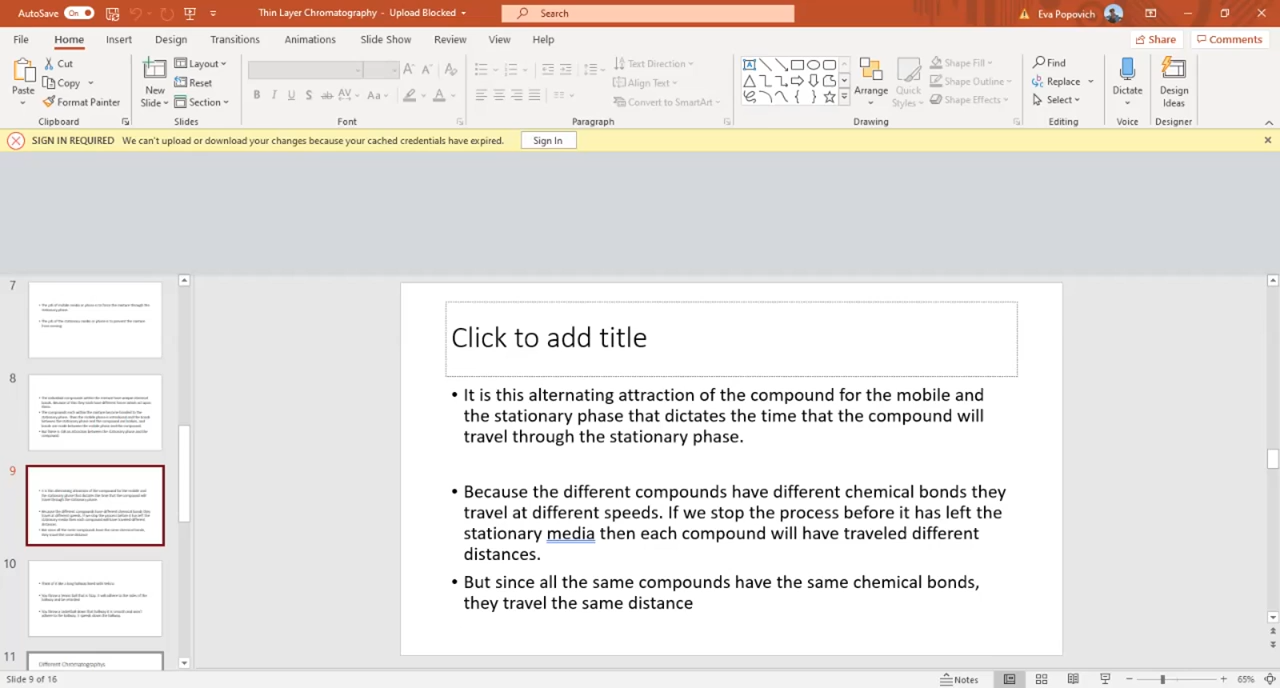 AutoSave On Thin Layer Chromatography - Upload Blocked Search Eva Popovich
File Home Insert Design Transitions Animations Slide Show Review View Help Share Comments
Paste Cut Copy Format Painter Clipboard
New Slide Layout Reset Section Slides
Font
Text Direction Align Text Convert to SmartArt Paragraph
Arrange Quick Styles Shape Fill Shape Outline Shape Effects Drawing
Find Replace Select Editing
Dictate Voice
Design Ideas Designer
SIGN IN REQUIRED We can't upload or download your changes because your cached credentials have expired. Sign In
7
8
9
10
11
Different Chromatographys
Click to add title
• It is this alternating attraction of the compound for the mobile and
the stationary phase that dictates the time that the compound will
travel through the stationary phase.
• Because the different compounds have different chemical bonds they
travel at different speeds. If we stop the process before it has left the
stationary media then each compound will have traveled different
distances.
• But since all the same compounds have the same chemical bonds,
they travel the same distance
Slide 9 of 16 Notes 65%